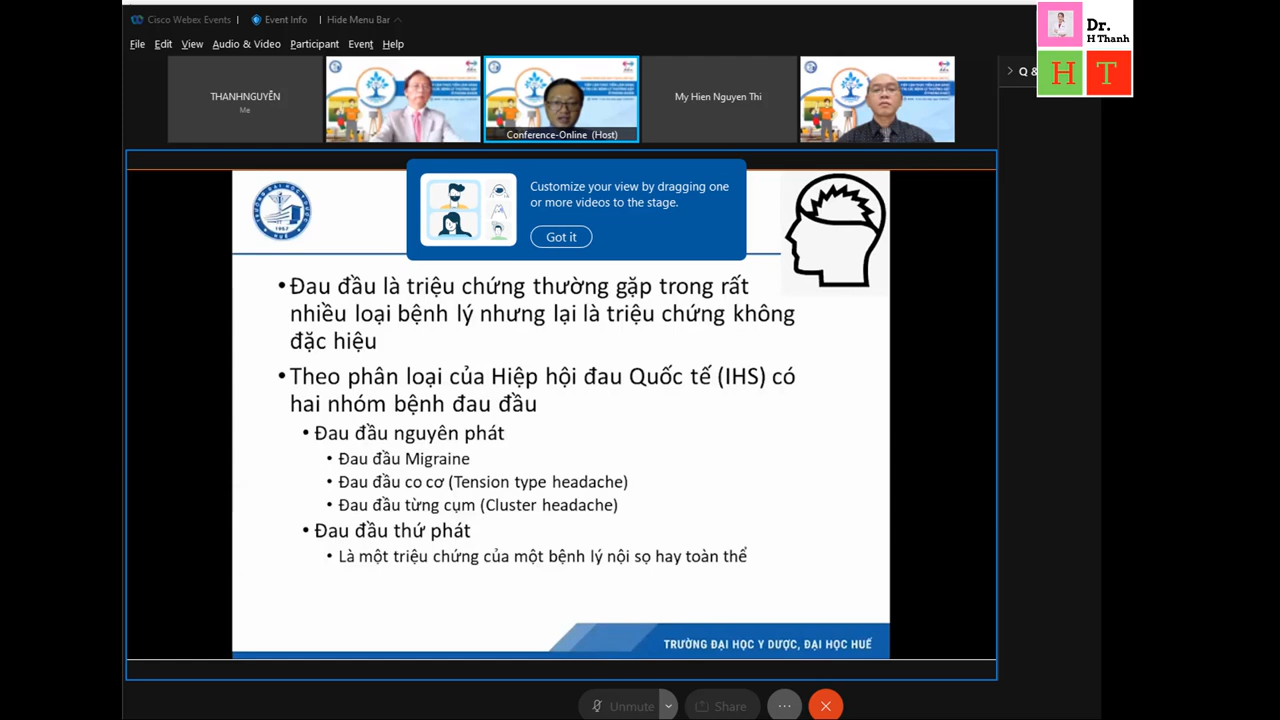 Cisco Webex Events
Event Info
Hide Menu Bar
File Edit View Audio & Video Participant Event Help
Dr.
H Thanh
H T
THANHNGUYỄN
Me
Conference-Online (Host)
My Hien Nguyen Thi
Q &
Customize your view by dragging one
or more videos to the stage.
Got it
1957
HUẾ
•Đau đầu là triệu chứng thường gặp trong rất
nhiều loại bệnh lý nhưng lại là triệu chứng không
đặc hiệu
•Theo phân loại của Hiệp hội đau Quốc tế (IHS) có
hai nhóm bệnh đau đầu
• Đau đầu nguyên phát
• Đau đầu Migraine
• Đau đầu co cơ (Tension type headache)
• Đau đầu từng cụm (Cluster headache)
• Đau đầu thứ phát
• Là một triệu chứng của một bệnh lý nội sọ hay toàn thể
TRƯỜNG ĐẠI HỌC Y DƯỢC, ĐẠI HỌC HUẾ
Unmute
Share